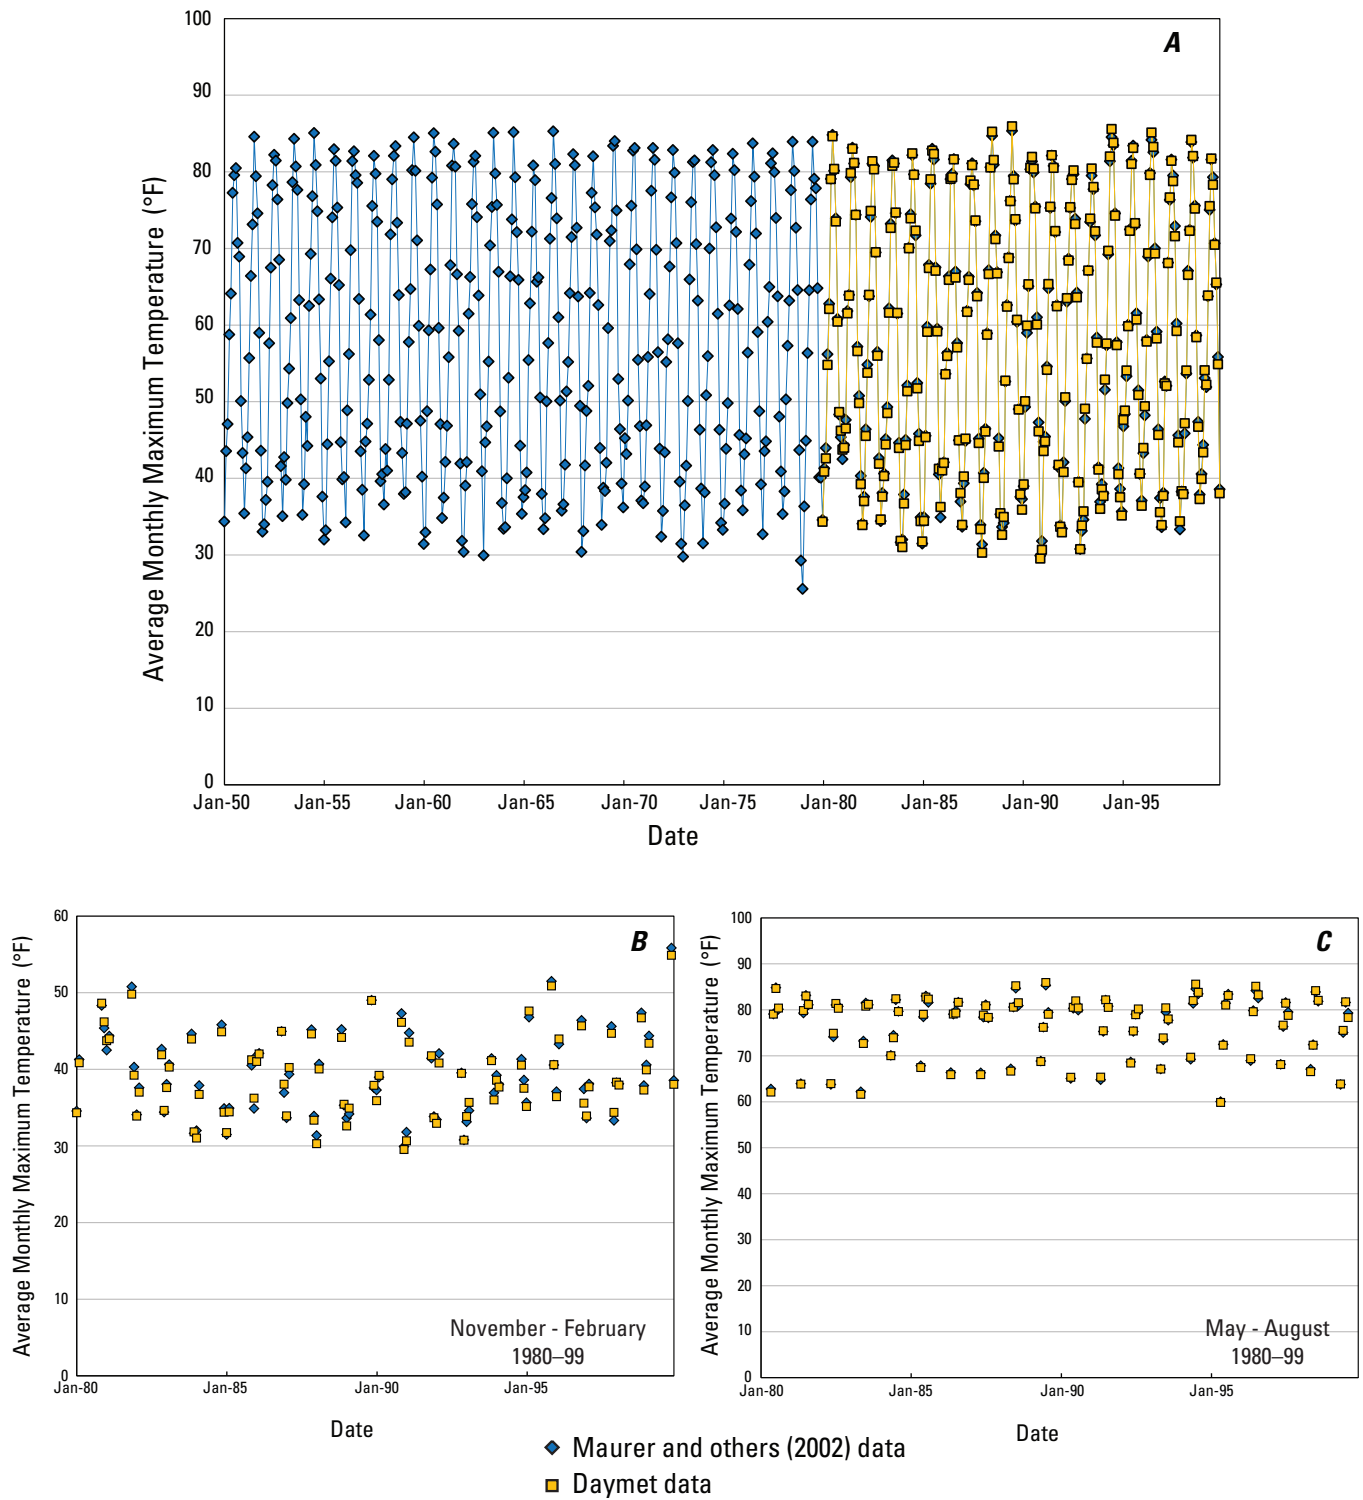 A
Average Monthly Maximum Temperature (°F)
100
90
80
70
60
50
40
30
20
10
0
Jan-50 Jan-55 Jan-60 Jan-65 Jan-70 Jan-75 Jan-80 Jan-85 Jan-90 Jan-95
Date
B
Average Monthly Maximum Temperature (°F)
60
50
40
30
20
10
0
November - February
1980–99
Jan-80 Jan-85 Jan-90 Jan-95
Date
C
Average Monthly Maximum Temperature (°F)
100
90
80
70
60
50
40
30
20
10
0
May - August
1980–99
Jan-80 Jan-85 Jan-90 Jan-95
Date
Maurer and others (2002) data
Daymet data